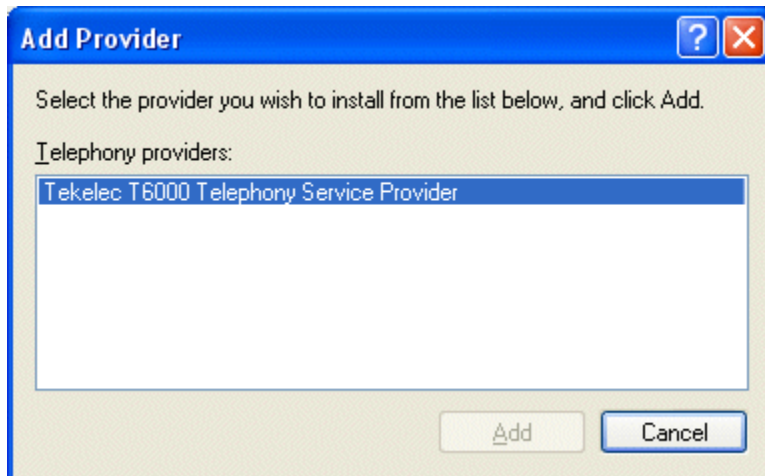 Add Provider
Select the provider you wish to install from the list below, and click Add.
Telephony providers:
Tekelec T6000 Telephony Service Provider
Add
Cancel